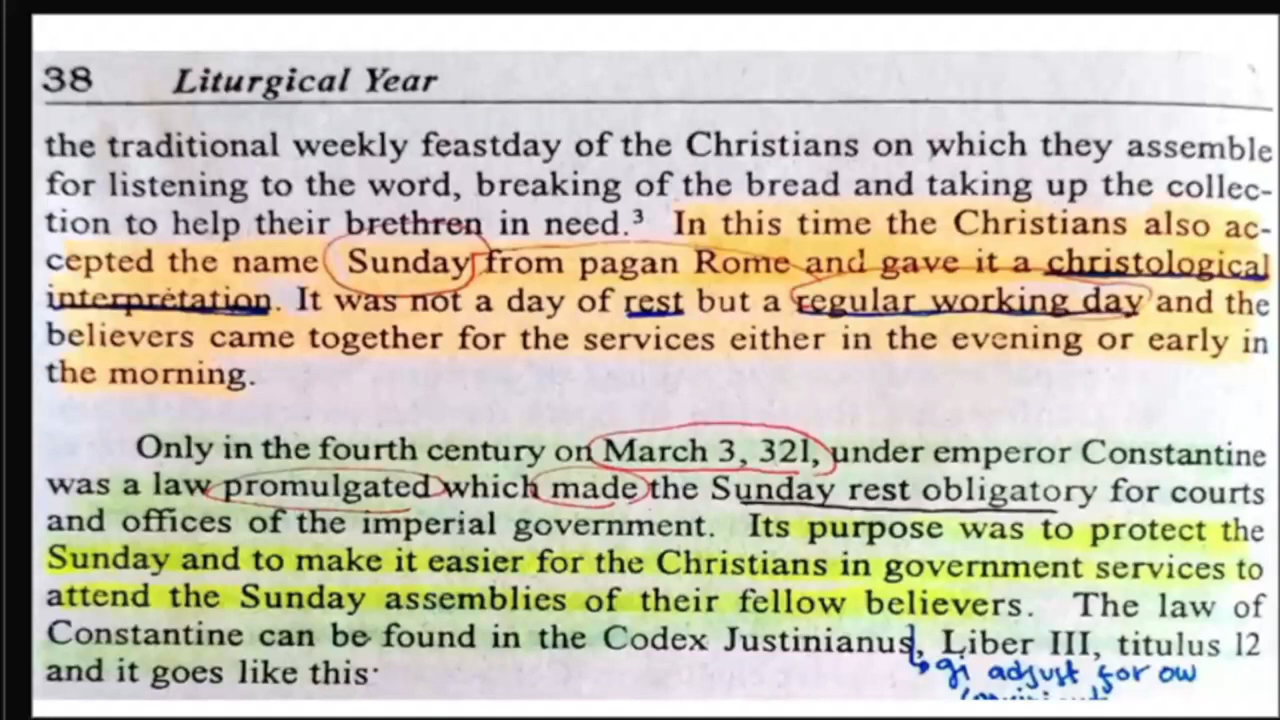 38 Liturgical Year
the traditional weekly feastday of the Christians on which they assemble
for listening to the word, breaking of the bread and taking up the collec-
tion to help their brethren in need.³ In this time the Christians also ac-
cepted the name Sunday from pagan Rome and gave it a christological
interpretation. It was not a day of rest but a regular working day and the
believers came together for the services either in the evening or early in
the morning.
Only in the fourth century on March 3, 321, under emperor Constantine
was a law promulgated which made the Sunday rest obligatory for courts
and offices of the imperial government. Its purpose was to protect the
Sunday and to make it easier for the Christians in government services to
attend the Sunday assemblies of their fellow believers. The law of
Constantine can be found in the Codex Justinianus, Liber III, titulus 12
and it goes like this:
gi adjust for ow